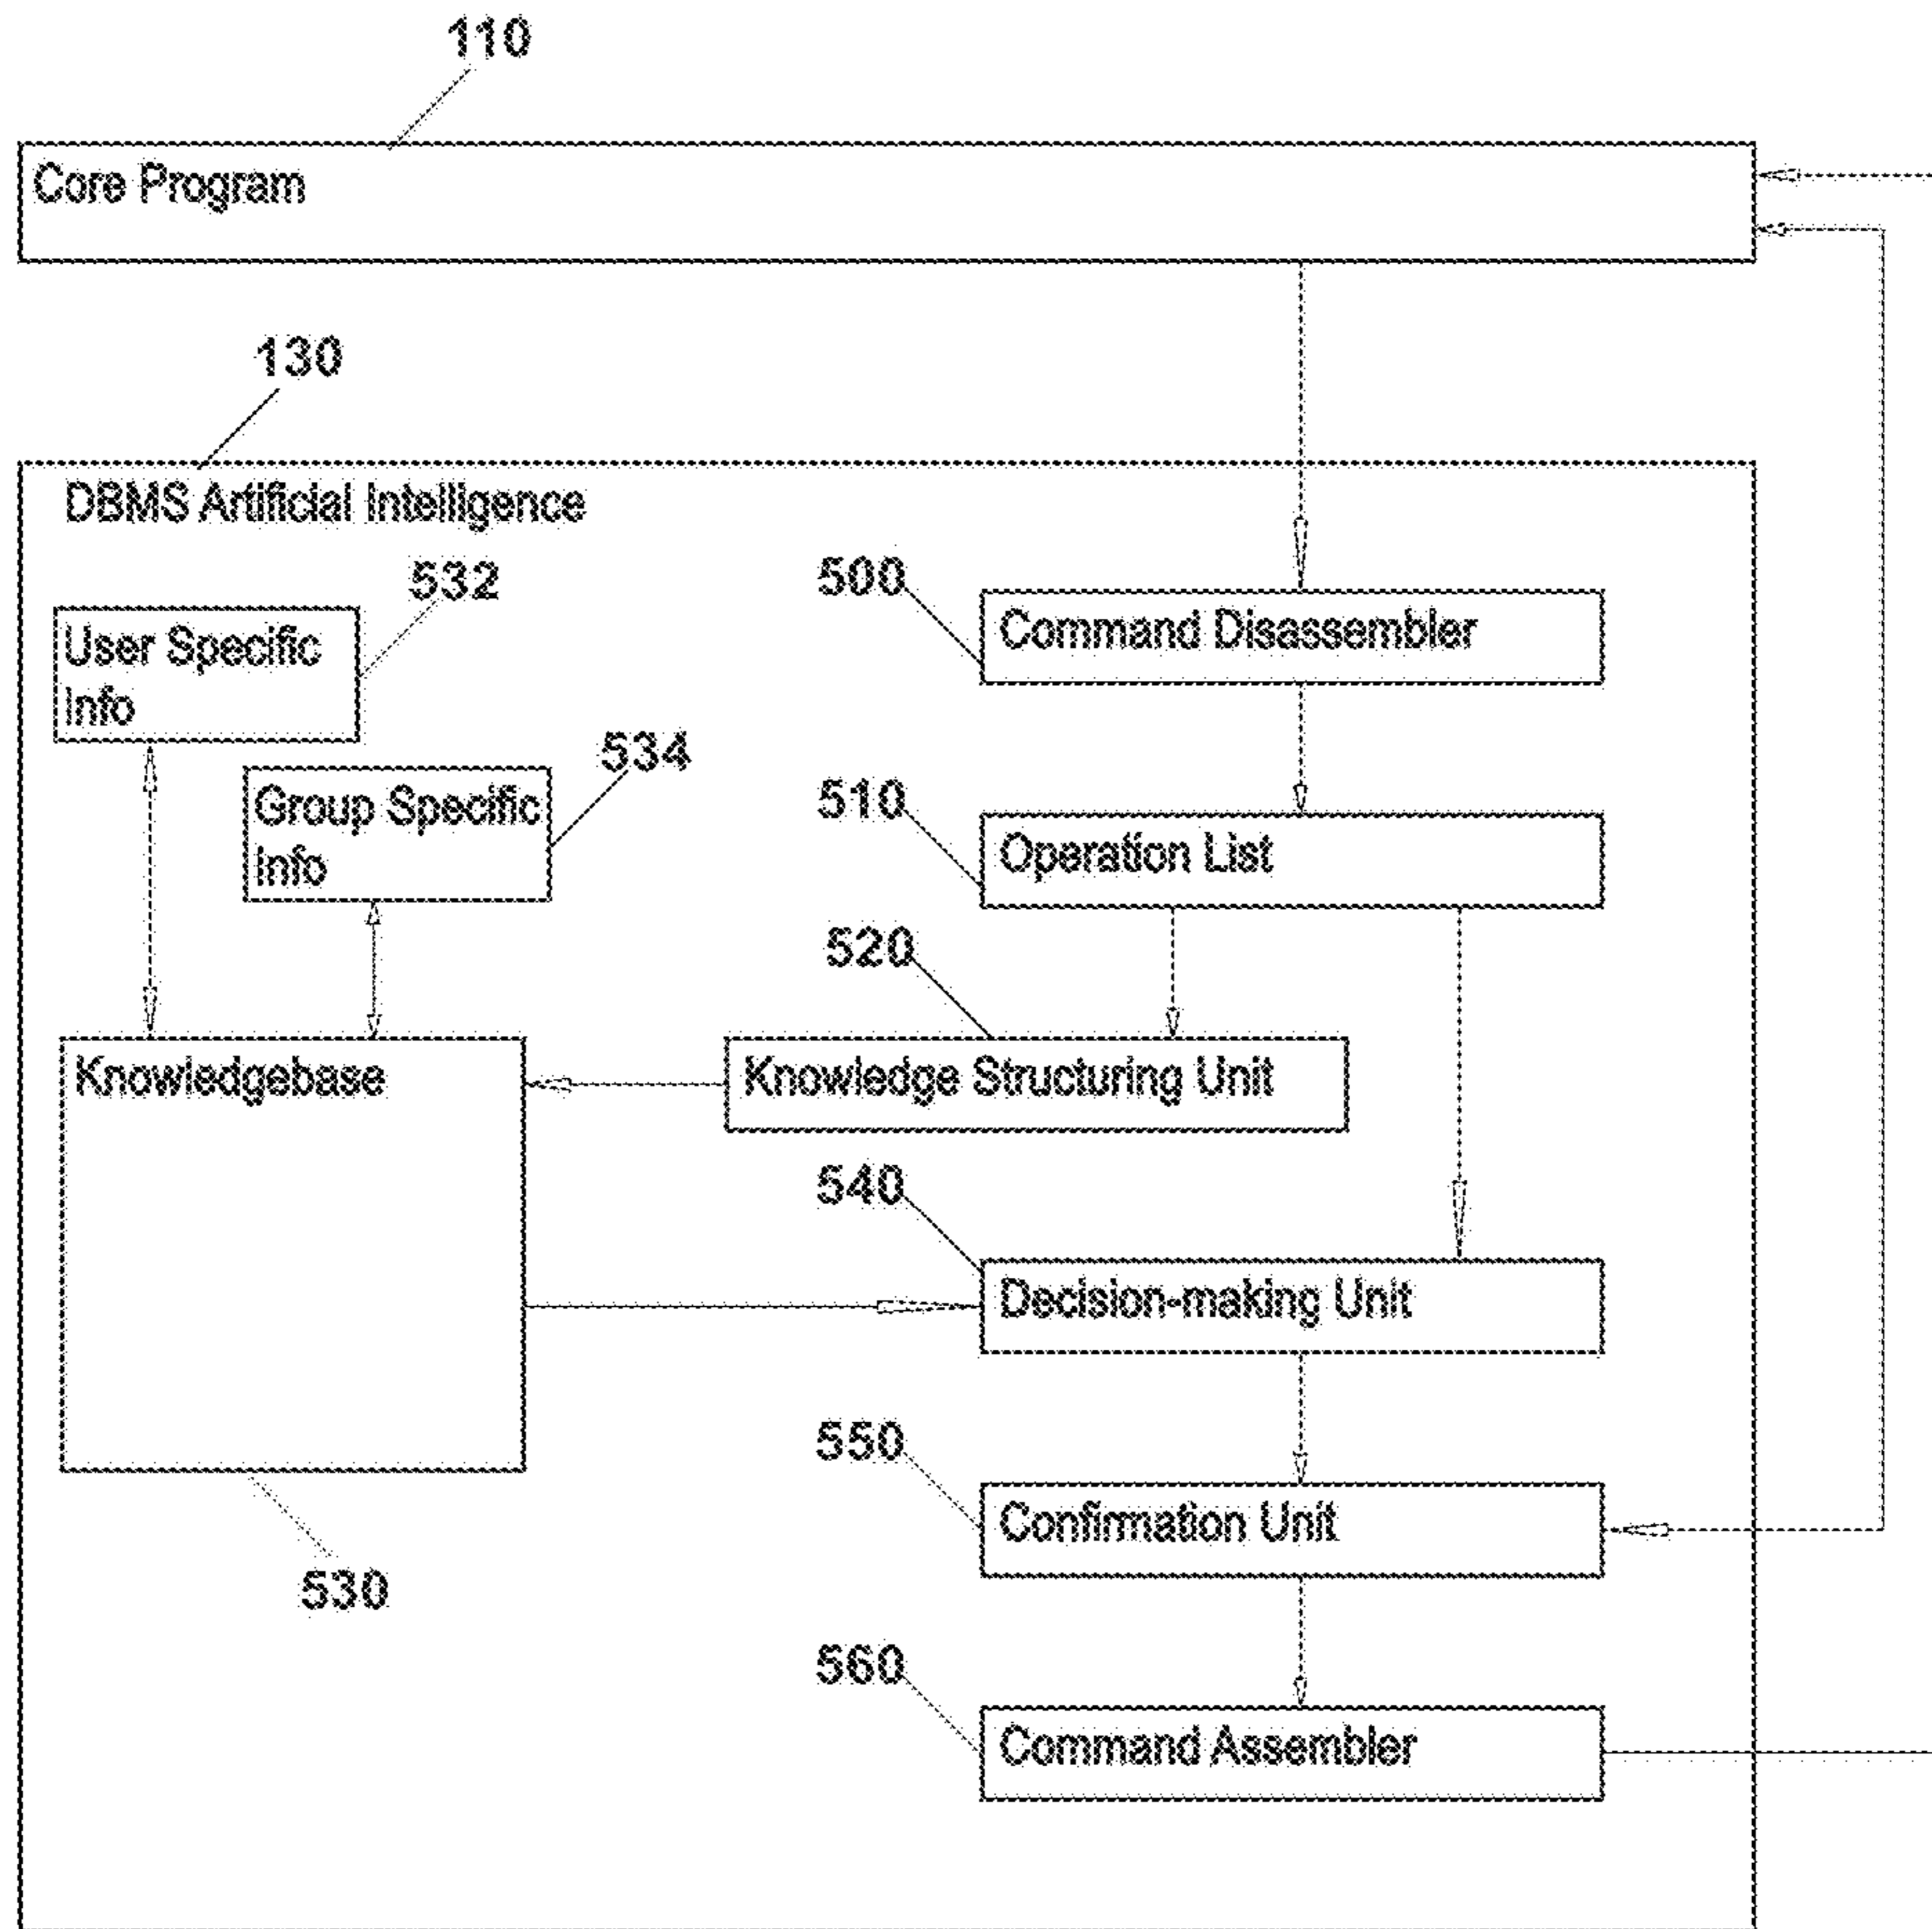 110
Core Program
130
DBMS Artificial Intelligence
532
500
User Specific
Info
Command Disassembler
534
510
Group Specific
Info
Operation List
520
Knowledgebase
Knowledge Structuring Unit
540
Decision-making Unit
550
Confirmation Unit
530
560
Command Assembler